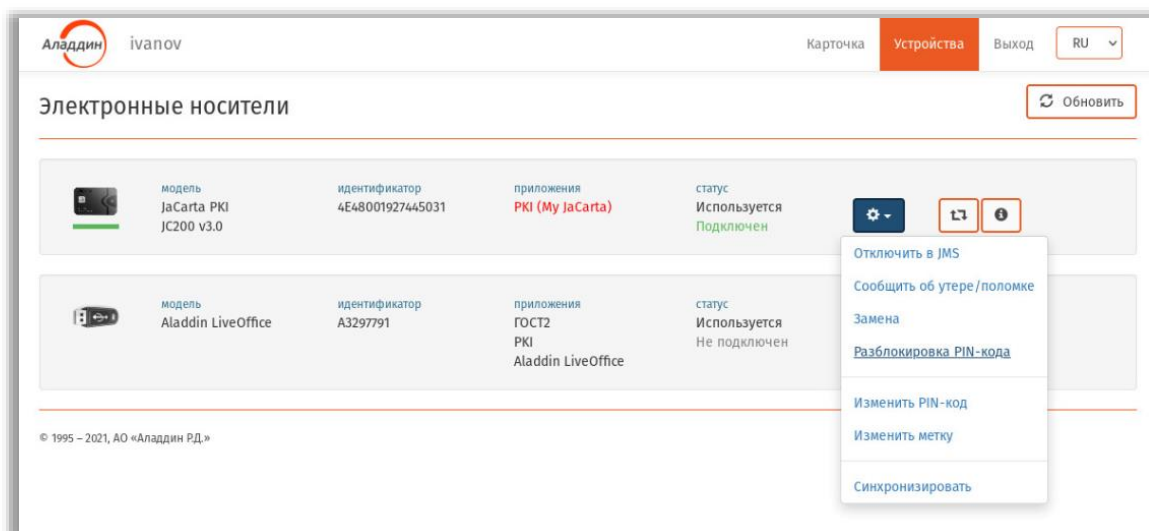 Аладдин
ivanov
Карточка
Устройства
Выход
RU
Электронные носители
Обновить
модель
JaCarta PKI
JC200 v3.0
идентификатор
4E48001927445031
приложения
PKI (My JaCarta)
статус
Используется
Подключен
Отключить в JMS
Сообщить об утере/поломке
Замена
Разблокировка PIN-кода
Изменить PIN-код
Изменить метку
Синхронизировать
модель
Aladdin LiveOffice
идентификатор
A3297791
приложения
ГОСТ2
PKI
Aladdin LiveOffice
статус
Используется
Не подключен
© 1995 – 2021, АО «Аладдин Р.Д.»